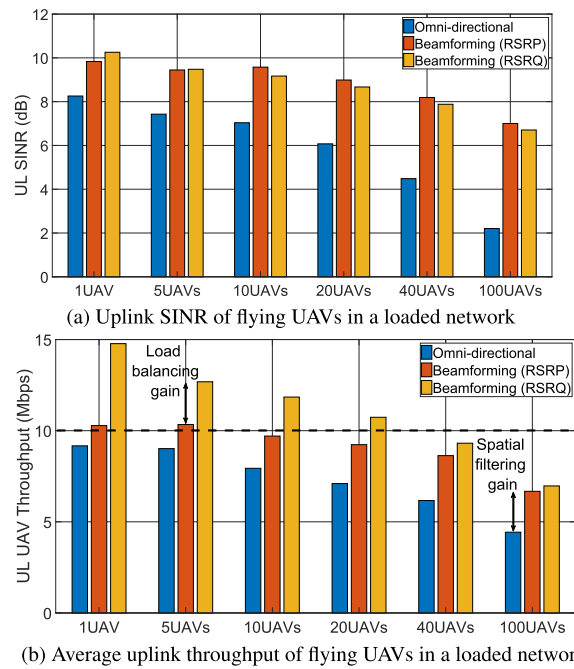 12
10
8
6
4
2
0
UL SINR (dB)
Omni-directional
Beamforming (RSRP)
Beamforming (RSRQ)
1UAV 5UAVs 10UAVs 20UAVs 40UAVs 100UAVs
(a) Uplink SINR of flying UAVs in a loaded network
15
10
5
0
UL UAV Throughput (Mbps)
Load
balancing
gain
Omni-directional
Beamforming (RSRP)
Beamforming (RSRQ)
Spatial
filtering
gain
1UAV 5UAVs 10UAVs 20UAVs 40UAVs 100UAVs
(b) Average uplink throughput of flying UAVs in a loaded networ